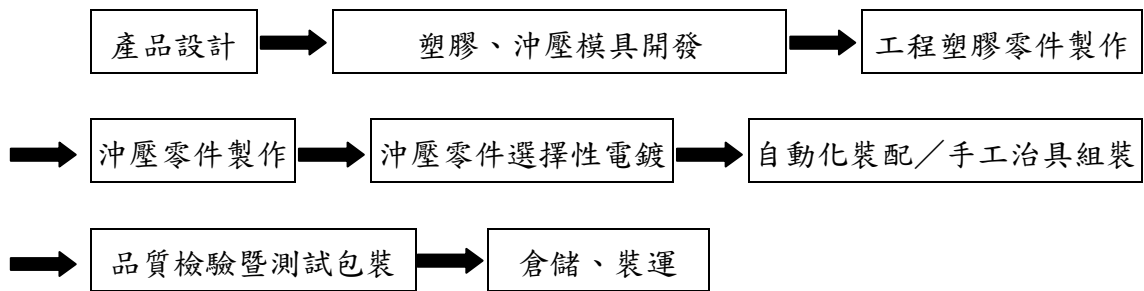 產品設計
塑膠、沖壓模具開發
工程塑膠零件製作
沖壓零件製作
沖壓零件選擇性電鍍
自動化裝配／手工治具組裝
品質檢驗暨測試包裝
倉儲、裝運